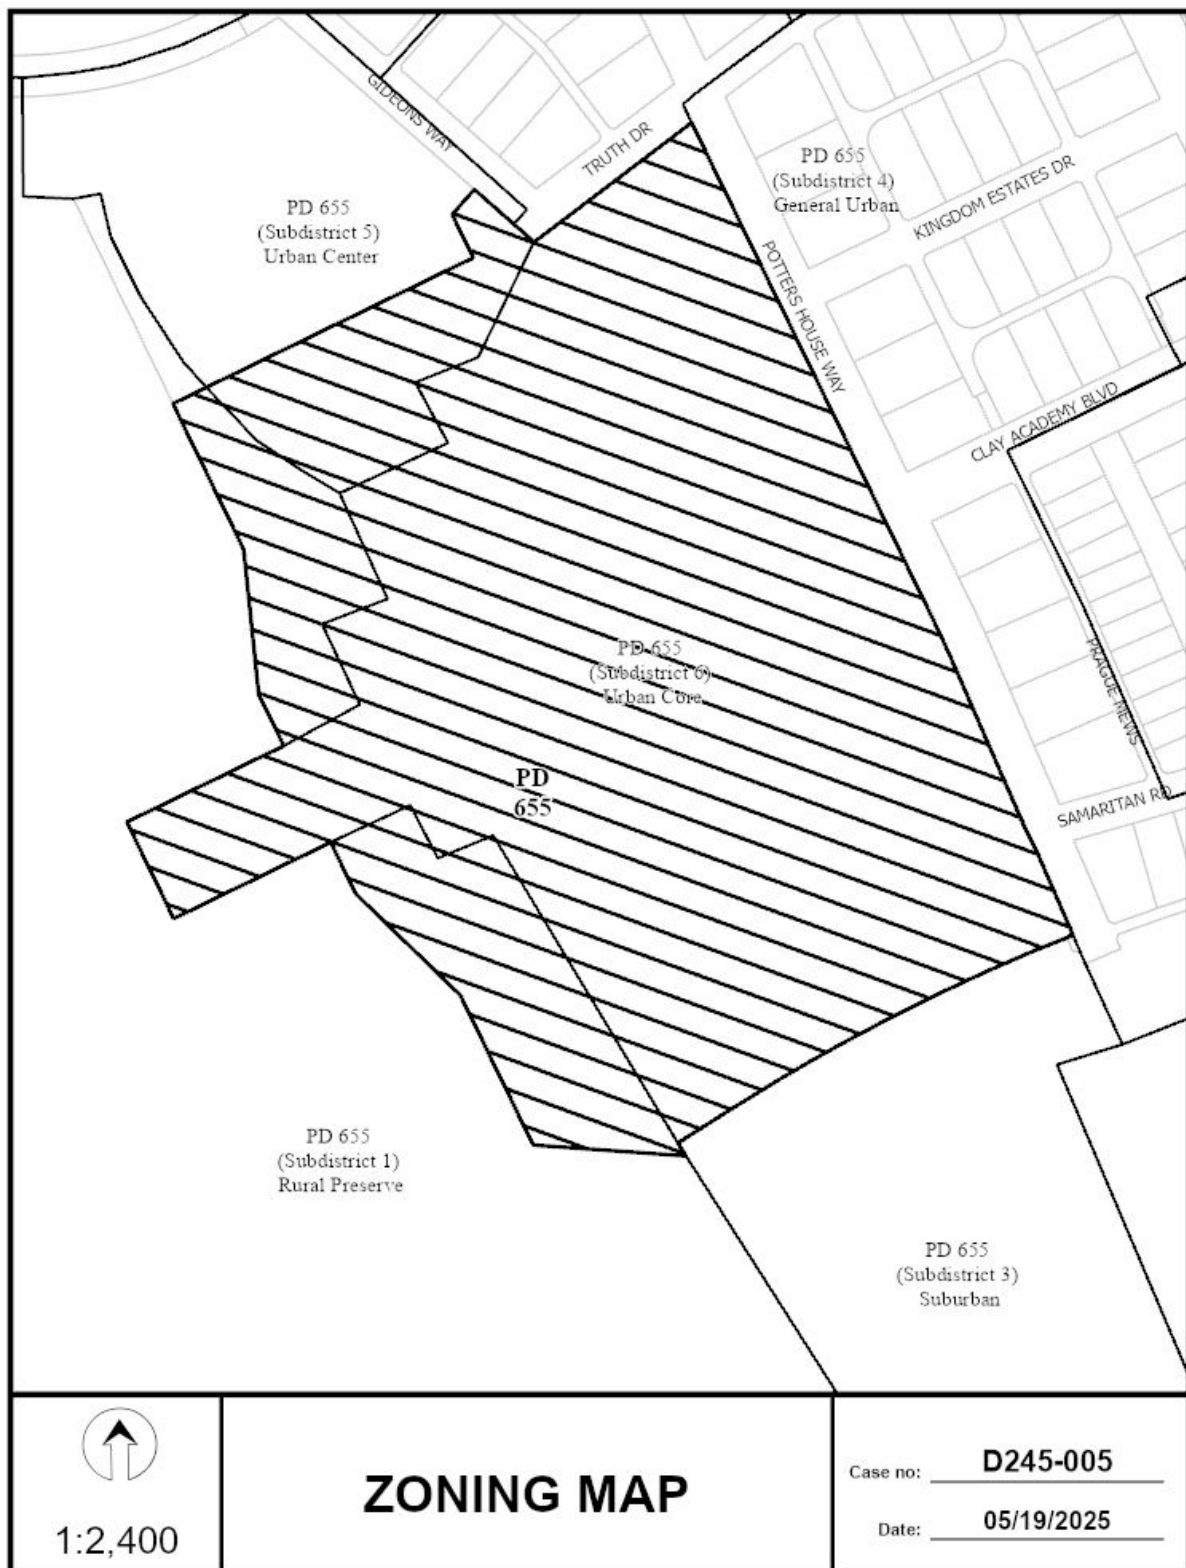 GIDEONS WAY
TRUTH DR
PD 655
(Subdistrict 4)
General Urban
KINGDOM ESTATES DR
PD 655
(Subdistrict 5)
Urban Center
POTTERS HOUSE WAY
CLAY ACADEMY BLVD
PD 655
(Subdistrict 6)
Urban Core
PRAGUE MEWS
PD
655
SAMARITAN RD
PD 655
(Subdistrict 1)
Rural Preserve
PD 655
(Subdistrict 3)
Suburban
1:2,400
ZONING MAP
Case no: D245-005
Date: 05/19/2025